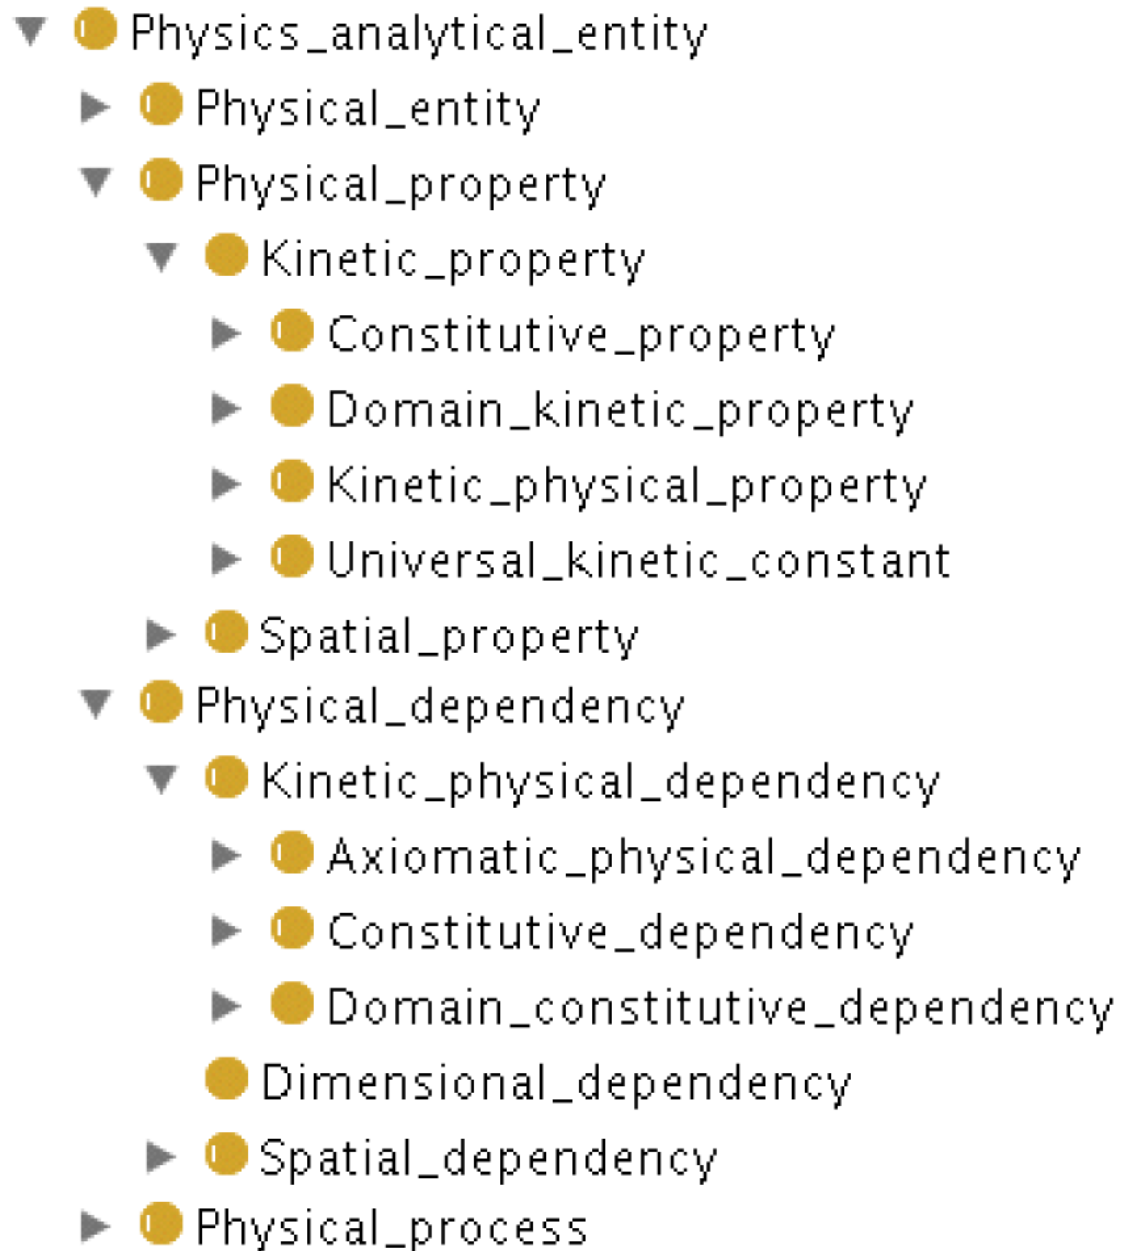 Physics_analytical_entity
Physical_entity
Physical_property
Kinetic_property
Constitutive_property
Domain_kinetic_property
Kinetic_physical_property
Universal_kinetic_constant
Spatial_property
Physical_dependency
Kinetic_physical_dependency
Axiomatic_physical_dependency
Constitutive_dependency
Domain_constitutive_dependency
Dimensional_dependency
Spatial_dependency
Physical_process